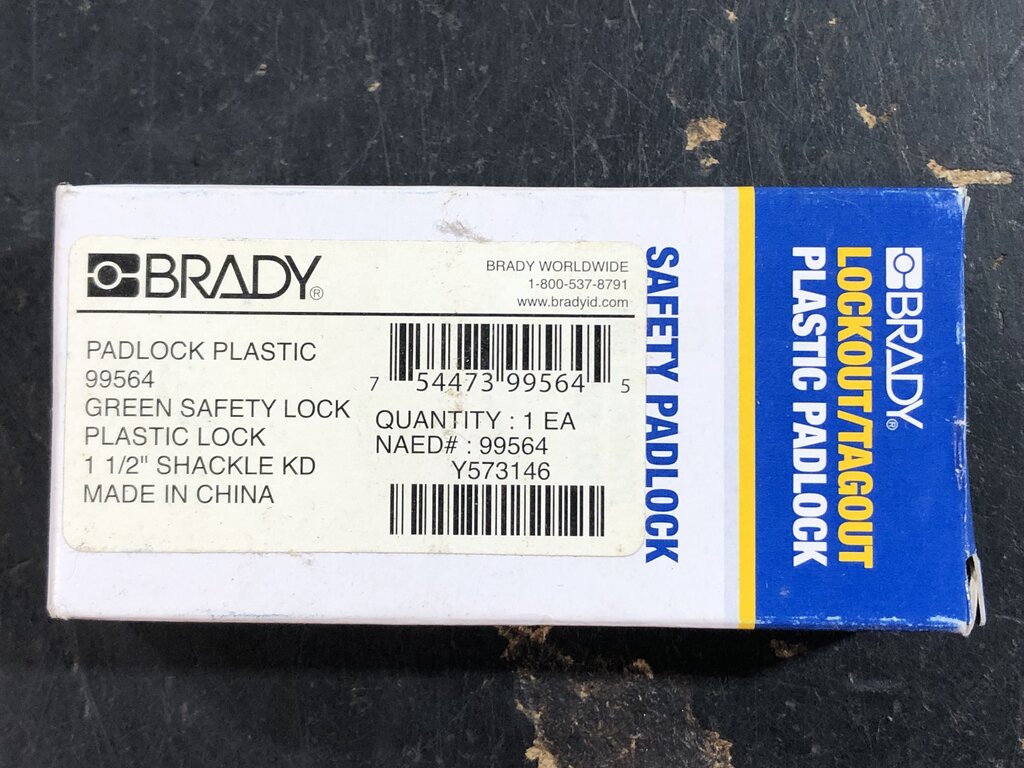 BRADY®
BRADY WORLDWIDE
1-800-537-8791
www.bradyid.com
PADLOCK PLASTIC
99564
GREEN SAFETY LOCK
PLASTIC LOCK
1 1/2" SHACKLE KD
MADE IN CHINA
7 54473 99564 5
QUANTITY : 1 EA
NAED# : 99564
Y573146
SAFETY PADLOCK
BRADY®
LOCKOUT/TAGOUT
PLASTIC PADLOCK